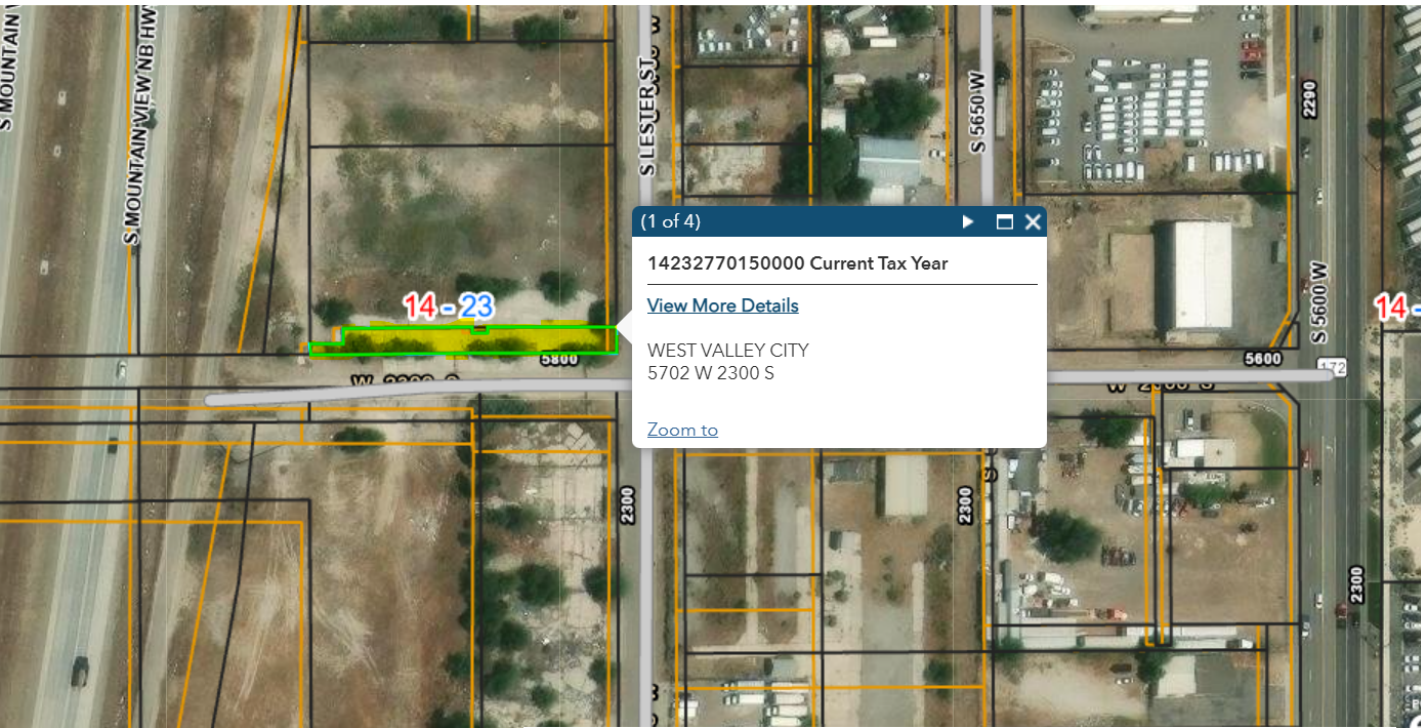 S MOUNTAIN V
S MOUNTAIN VIEW NB HW
S LESTER ST
S 5650 W
2290
(1 of 4)
14232770150000 Current Tax Year
View More Details
WEST VALLEY CITY
5702 W 2300 S
Zoom to
14 - 23
5800
S 5600 W
14 -
5600
172
2300
2300
2300